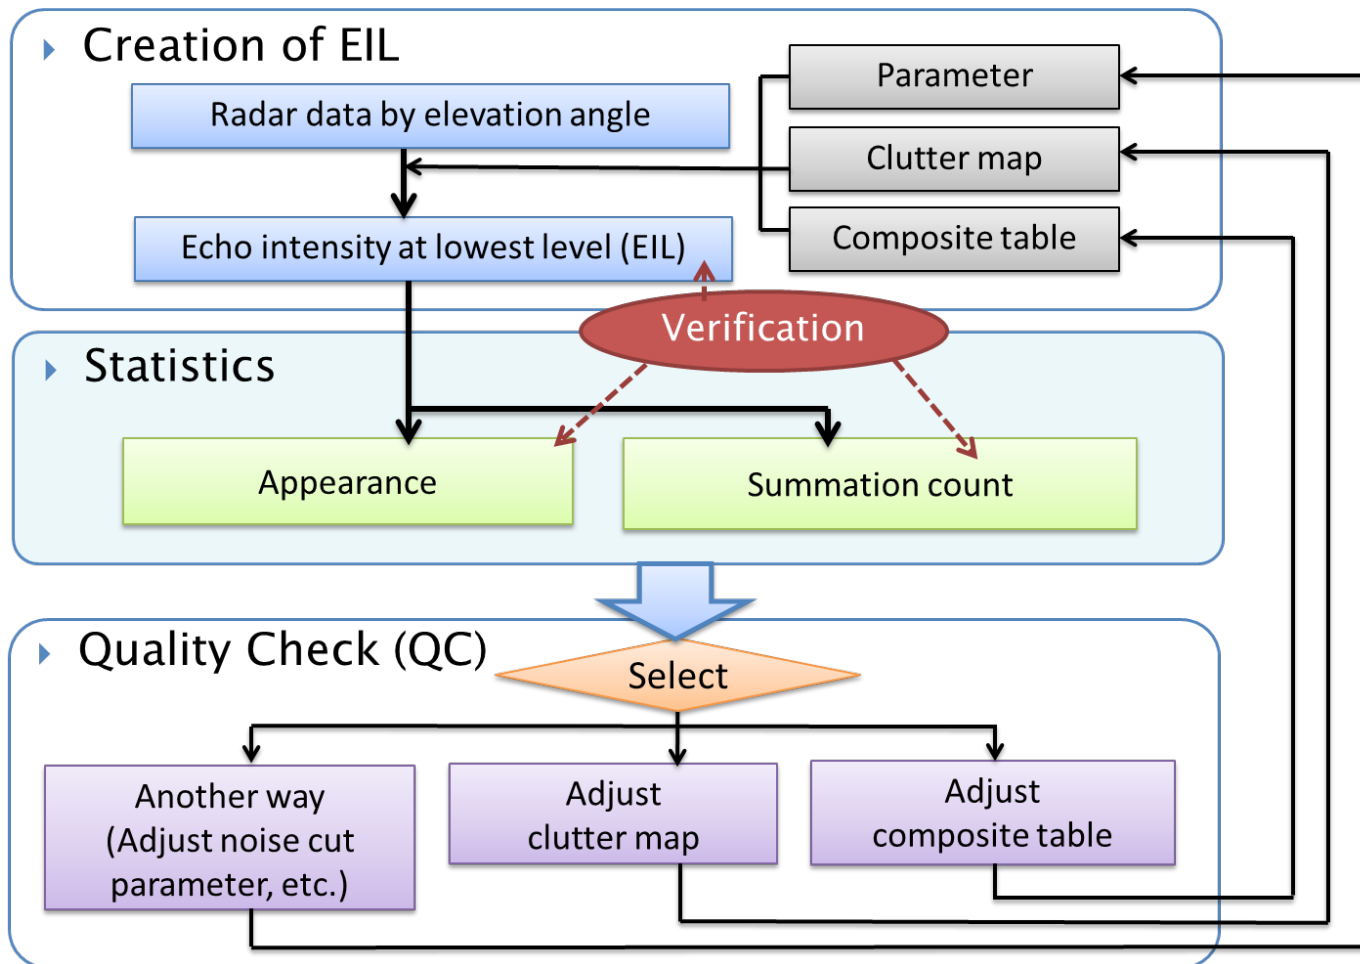 Creation of EIL
Radar data by elevation angle
Parameter
Clutter map
Echo intensity at lowest level (EIL)
Composite table
Verification
Statistics
Appearance
Summation count
Quality Check (QC)
Select
Another way
(Adjust noise cut
parameter, etc.)
Adjust
clutter map
Adjust
composite table